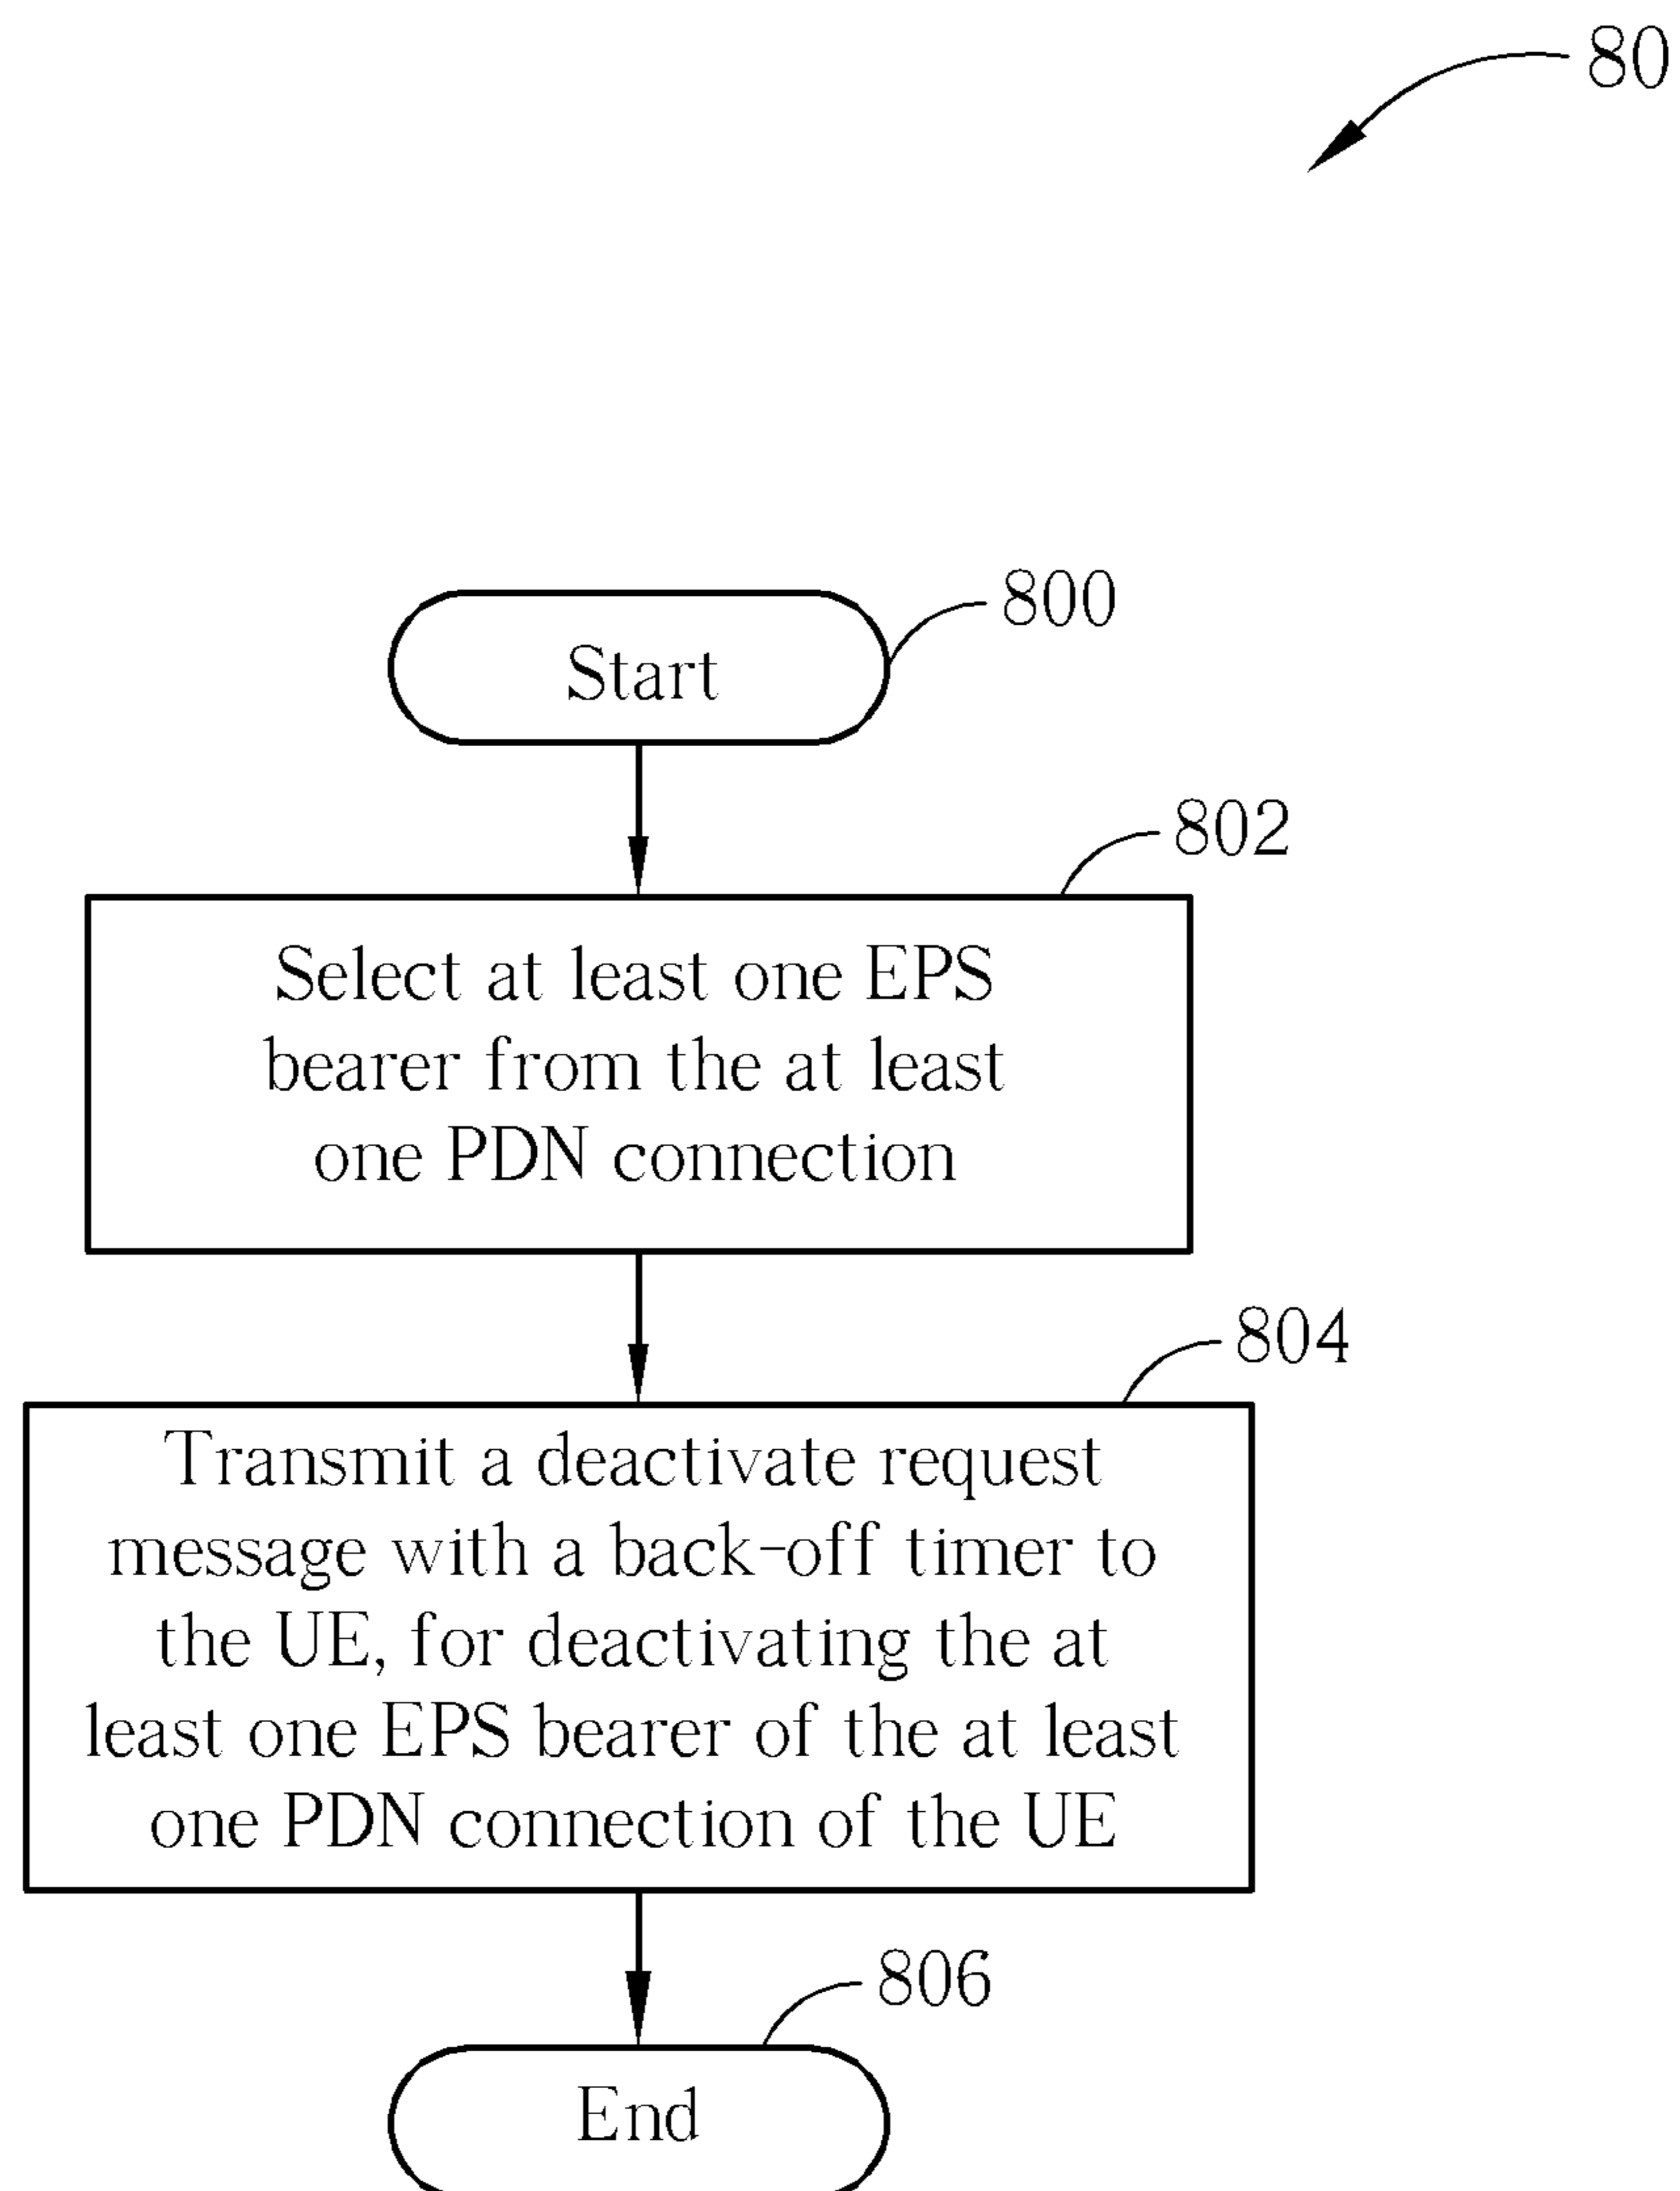 80
800
Start
802
Select at least one EPS
bearer from the at least
one PDN connection
804
Transmit a deactivate request
message with a back-off timer to
the UE, for deactivating the at
least one EPS bearer of the at least
one PDN connection of the UE
806
End